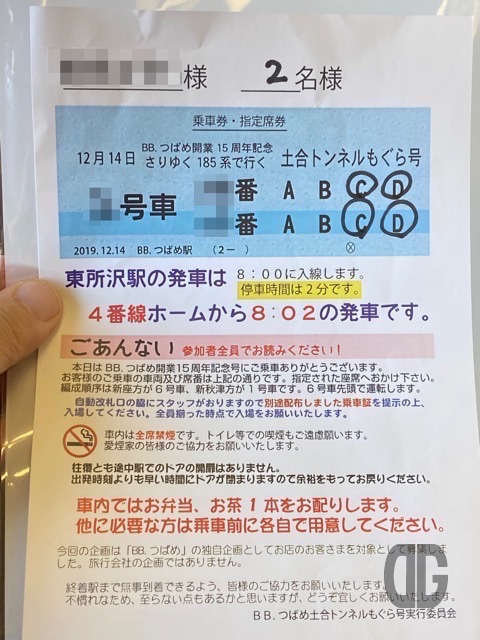 様 2名様
乗車券・指定席券
12月14日 BB.つばめ開業15周年記念 さりゆく185系で行く 土合トンネルもぐら号
号車 番 A B C D
番 A B C D
2019.12.14 BB.つばめ駅 (2ー) ⓧ
東所沢駅の発車は 8:00に入線します。
停車時間は2分です。
4番線ホームから8:02の発車です。
ごあんない 参加者全員でお読みください!
本日はBB.つばめ開業15周年記念号にご乗車ありがとうございます。
お客様のご乗車の車両及び席番は上記の通りです。指定された座席へおかけ下さい。
編成順序は新座方が6号車、新秋津方が1号車です。6号車先頭で運転します。
自動改札口の脇にスタッフがおりますので別途配布しました乗車証を提示の上、
入場してください。全員揃った時点で入場をお願いいたします。
車内は全席禁煙です。トイレ等での喫煙もご遠慮願います。
愛煙家の皆様のご協力をお願いいたします。
往復とも途中駅でのドアの開閉はありません。
出発時刻よりも早い時間にドアが閉まりますので余裕をもってお戻りください。
車内ではお弁当、お茶1本をお配りします。
他に必要な方は乗車前に各自で用意してください。
今回の企画は「BB.つばめ」の独自企画としてお店のお客さまを対象として募集しま
した。旅行会社の企画ではありません。
終着駅まで無事到着できるよう、皆様のご協力をお願いいたします。
不慣れなため、至らない点もあるかと思いますが、どうぞ宜しくお願いいたします。
BB.つばめ土合トンネルもぐら号実行委員会
DG